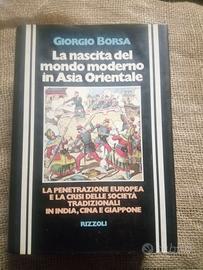 GIORGIO BORSA
La nascita del
mondo moderno
in Asia Orientale
LA PENETRAZIONE EUROPEA
E LA CRISI DELLE SOCIETÀ
TRADIZIONALI
IN INDIA, CINA E GIAPPONE
RIZZOLI
subito